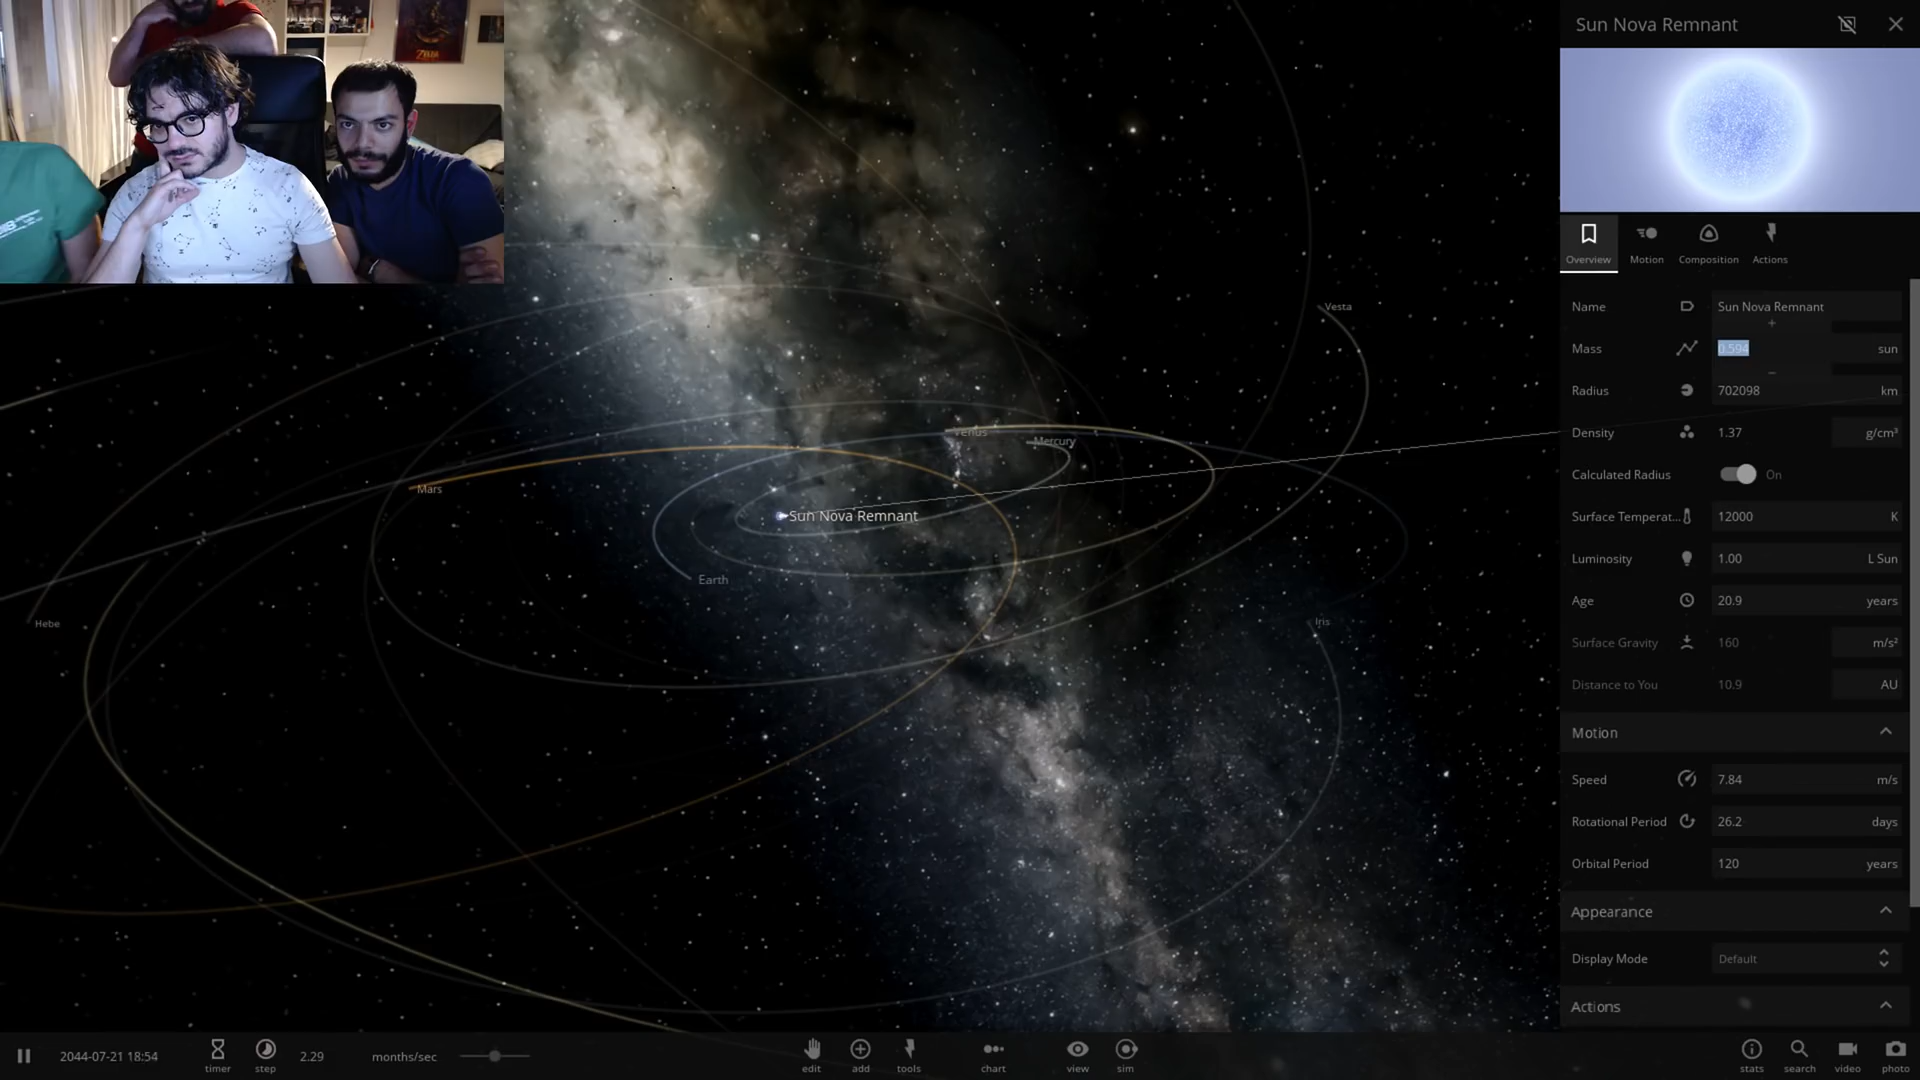 ZELDA
Sun Nova Remnant
Overview
Motion
Composition
Actions
Name
Sun Nova Remnant
+
Mass
0.594
sun
−
Radius
702098
km
Density
1.37
g/cm³
Calculated Radius
On
Surface Temperat...
12000
K
Luminosity
1.00
L Sun
Age
20.9
years
Surface Gravity
160
m/s²
Distance to You
10.9
AU
Motion
Speed
7.84
m/s
Rotational Period
26.2
days
Orbital Period
120
years
Appearance
Display Mode
Default
Actions
Vesta
Venus
Mercury
Mars
Sun Nova Remnant
Earth
Hebe
Iris
2044-07-21 18:54
timer
step
2.29
months/sec
edit
add
tools
chart
view
sim
stats
search
video
photo